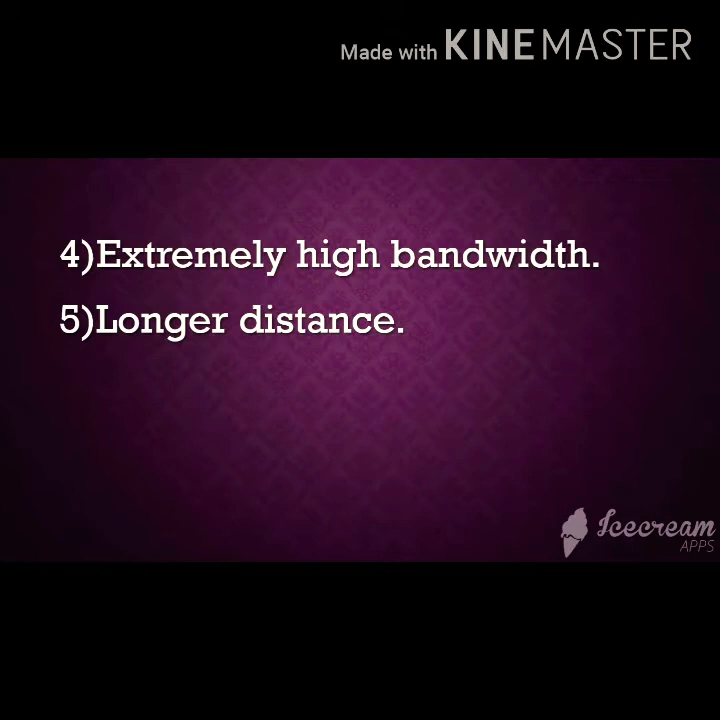 Made with KINEMASTER
4)Extremely high bandwidth.
5)Longer distance.
Icecream
APPS